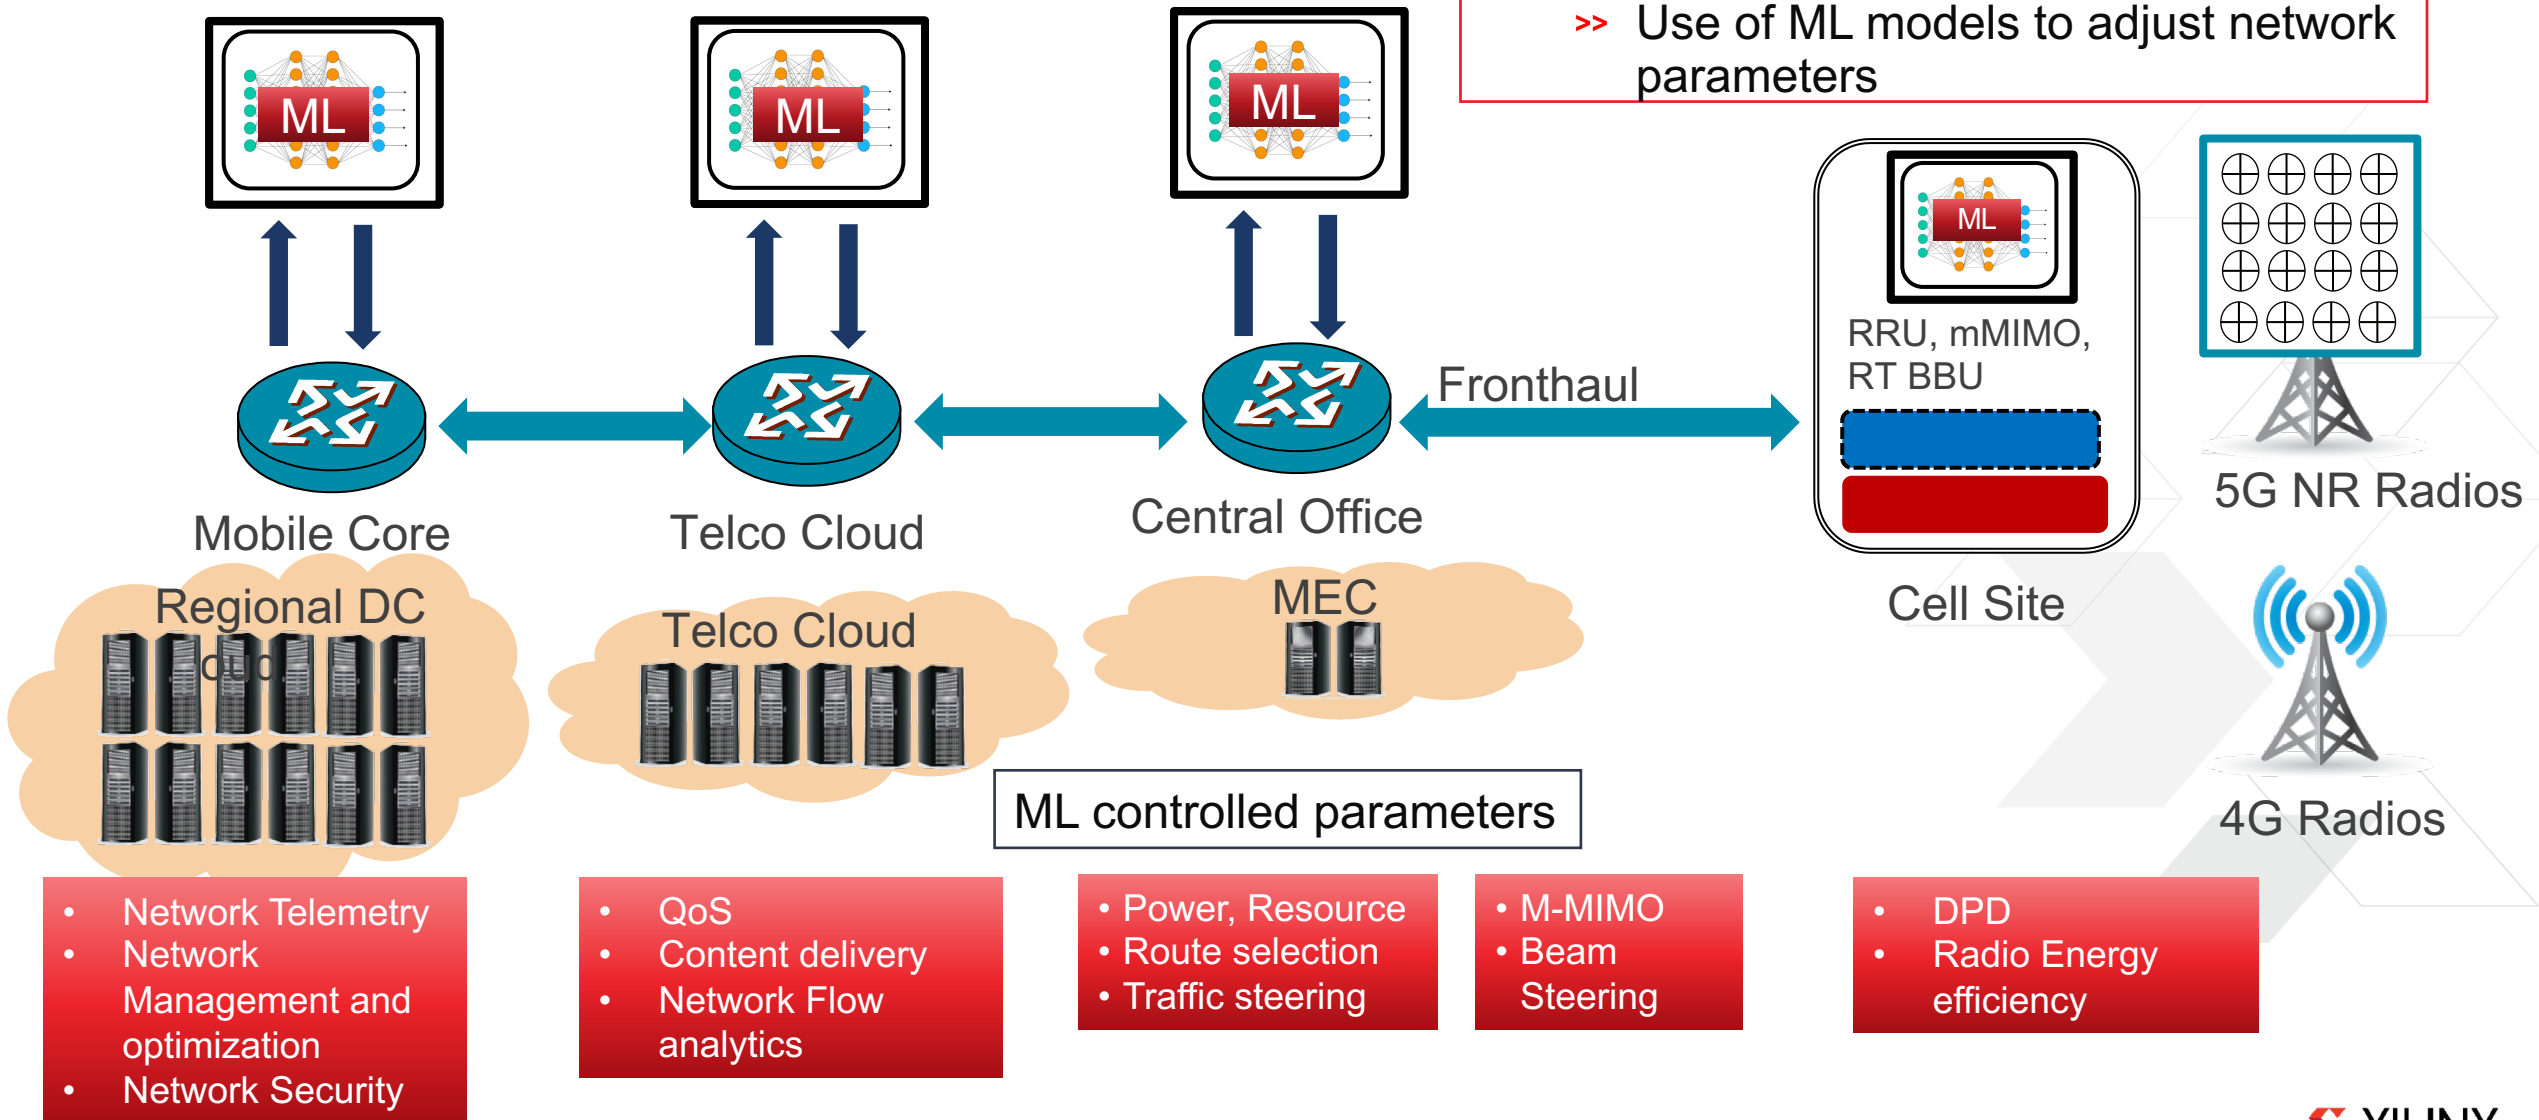 >> Use of ML models to adjust network
parameters
ML
ML
ML
ML
RRU, mMIMO,
RT BBU
Fronthaul
5G NR Radios
Mobile Core
Telco Cloud
Central Office
Cell Site
Regional DC
Telco Cloud
MEC
ML controlled parameters
4G Radios
• Network Telemetry
• Network
Management and
optimization
• Network Security
• QoS
• Content delivery
• Network Flow
analytics
• Power, Resource
• Route selection
• Traffic steering
• M-MIMO
• Beam
Steering
• DPD
• Radio Energy
efficiency